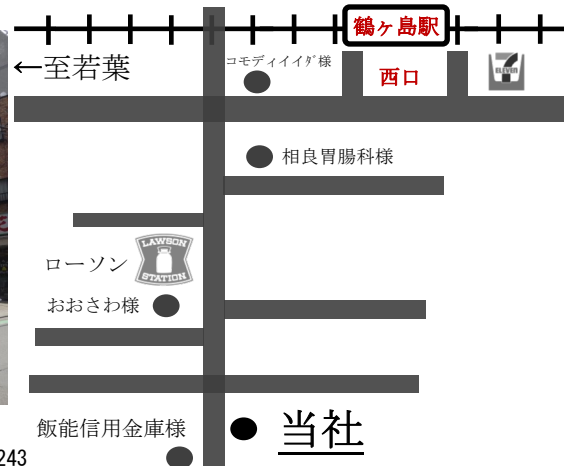 鶴ヶ島駅
←至若葉
コモディイイダ様
西口
ELEVEN
相良胃腸科様
ローソン
LAWSON
STATION
おおさわ様
飯能信用金庫様
当社
243